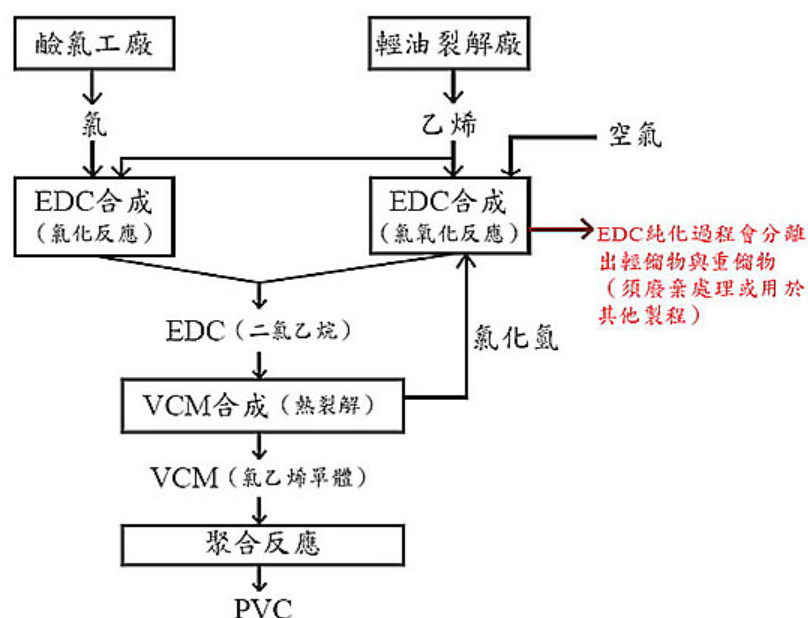 鹼氯工廠
輕油裂解廠
氯
乙烯
空氣
EDC合成
(氯化反應)
EDC合成
(氯氧化反應)
EDC純化過程會分離
出輕餾物與重餾物
(須廢棄處理或用於
其他製程)
EDC(二氯乙烷)
氯化氫
VCM合成(熱裂解)
VCM(氯乙烯單體)
聚合反應
PVC